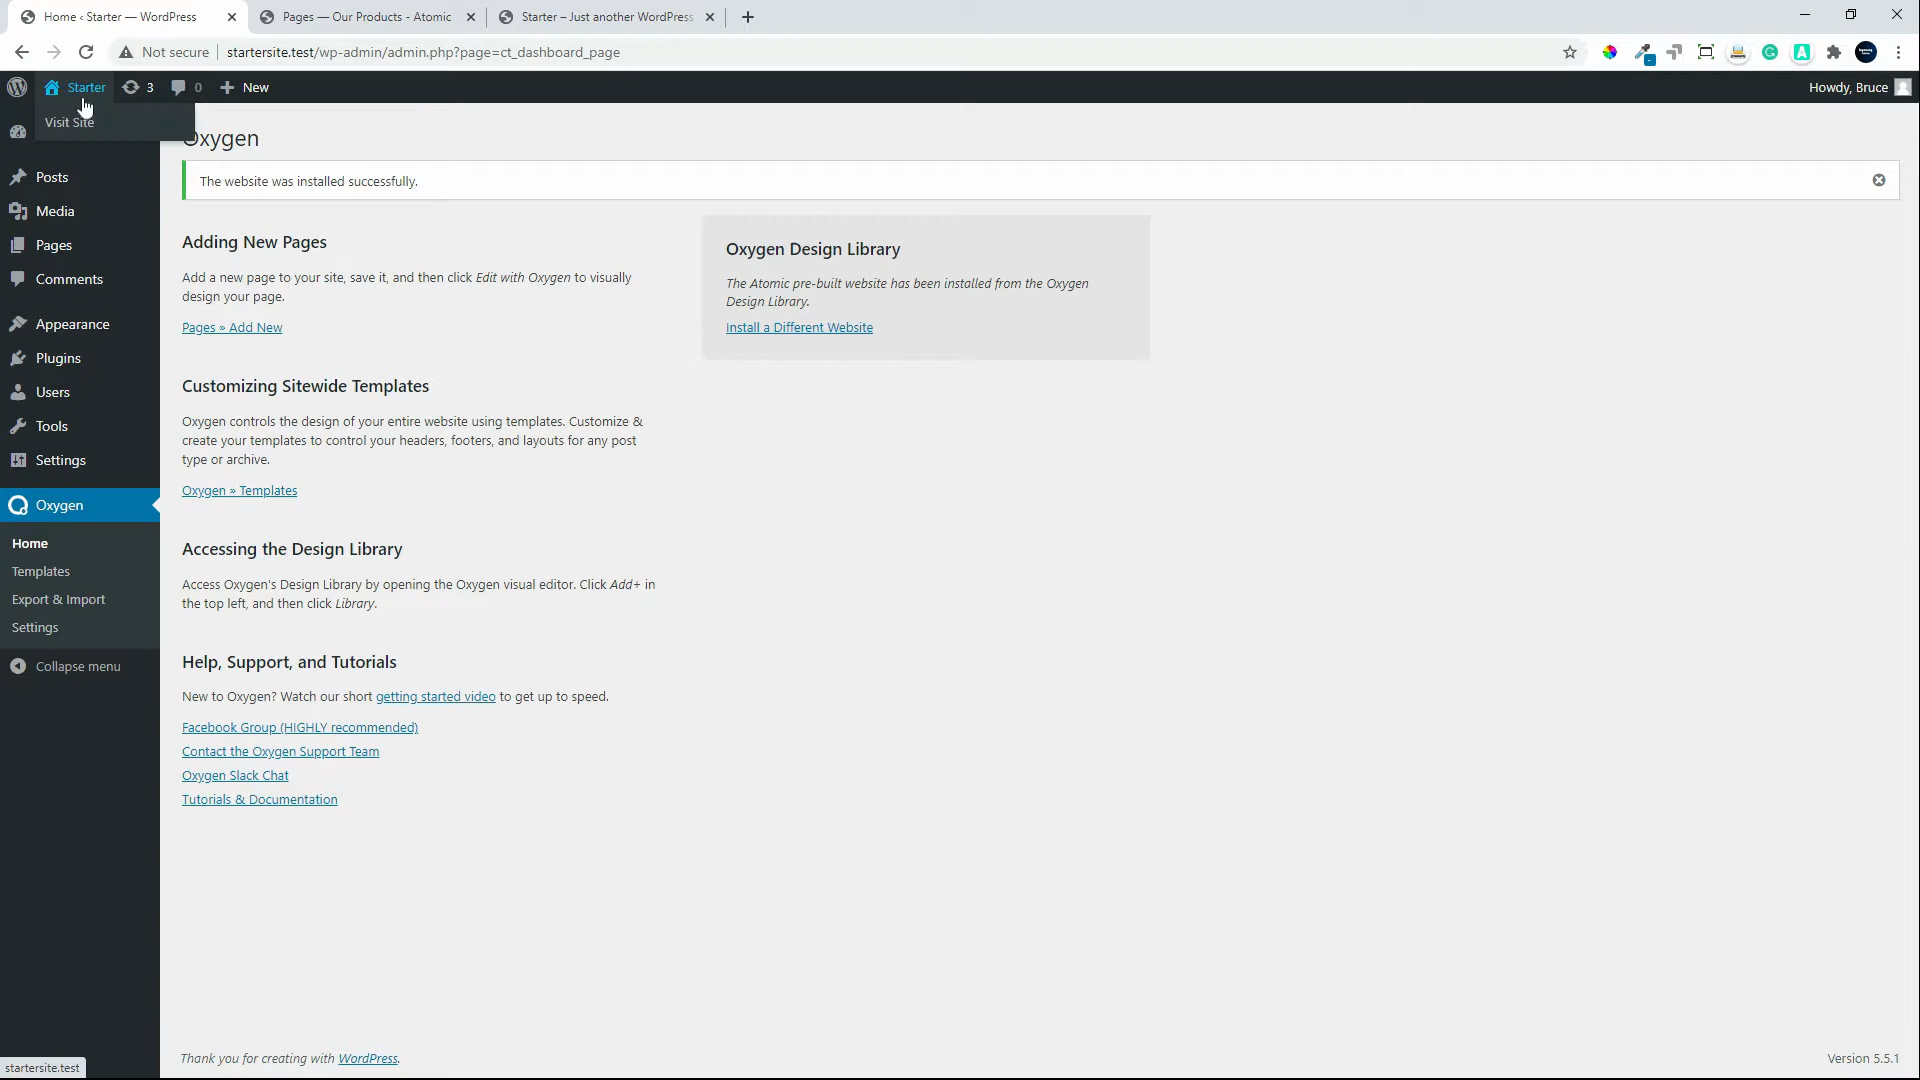 Home ‹ Starter — WordPress
Pages — Our Products - Atomic
Starter – Just another WordPress
Not secure
startersite.test/wp-admin/admin.php?page=ct_dashboard_page
Starter
3
0
New
Howdy, Bruce
Visit Site
Oxygen
The website was installed successfully.
Posts
Media
Pages
Comments
Appearance
Plugins
Users
Tools
Settings
Oxygen
Home
Templates
Export & Import
Settings
Collapse menu
Adding New Pages
Add a new page to your site, save it, and then click Edit with Oxygen to visually
design your page.
Pages » Add New
Oxygen Design Library
The Atomic pre-built website has been installed from the Oxygen
Design Library.
Install a Different Website
Customizing Sitewide Templates
Oxygen controls the design of your entire website using templates. Customize &
create your templates to control your headers, footers, and layouts for any post
type or archive.
Oxygen » Templates
Accessing the Design Library
Access Oxygen's Design Library by opening the Oxygen visual editor. Click Add+ in
the top left, and then click Library.
Help, Support, and Tutorials
New to Oxygen? Watch our short getting started video to get up to speed.
Facebook Group (HIGHLY recommended)
Contact the Oxygen Support Team
Oxygen Slack Chat
Tutorials & Documentation
Thank you for creating with WordPress.
Version 5.5.1
startersite.test